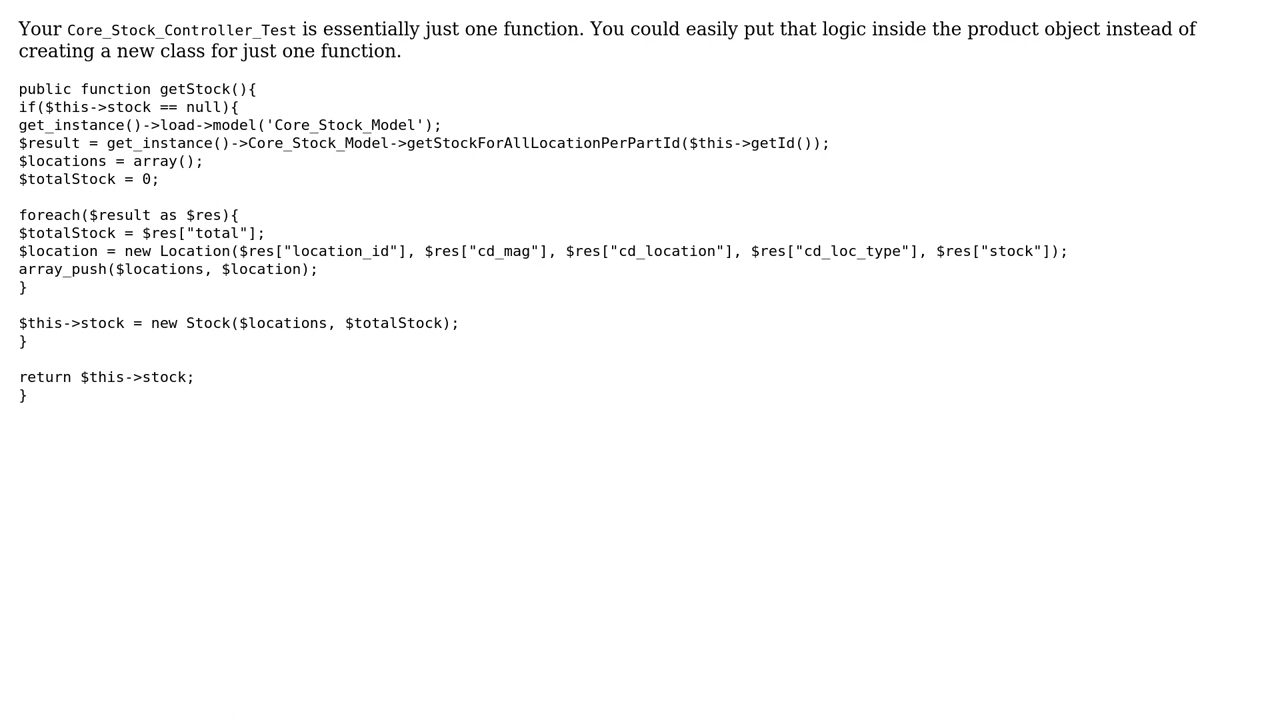 Your Core_Stock_Controller_Test is essentially just one function. You could easily put that logic inside the product object instead of
creating a new class for just one function.
public function getStock(){
if($this->stock == null){
get_instance()->load->model('Core_Stock_Model');
$result = get_instance()->Core_Stock_Model->getStockForAllLocationPerPartId($this->getId());
$locations = array();
$totalStock = 0;
foreach($result as $res){
$totalStock = $res["total"];
$location = new Location($res["location_id"], $res["cd_mag"], $res["cd_location"], $res["cd_loc_type"], $res["stock"]);
array_push($locations, $location);
}
$this->stock = new Stock($locations, $totalStock);
}
return $this->stock;
}